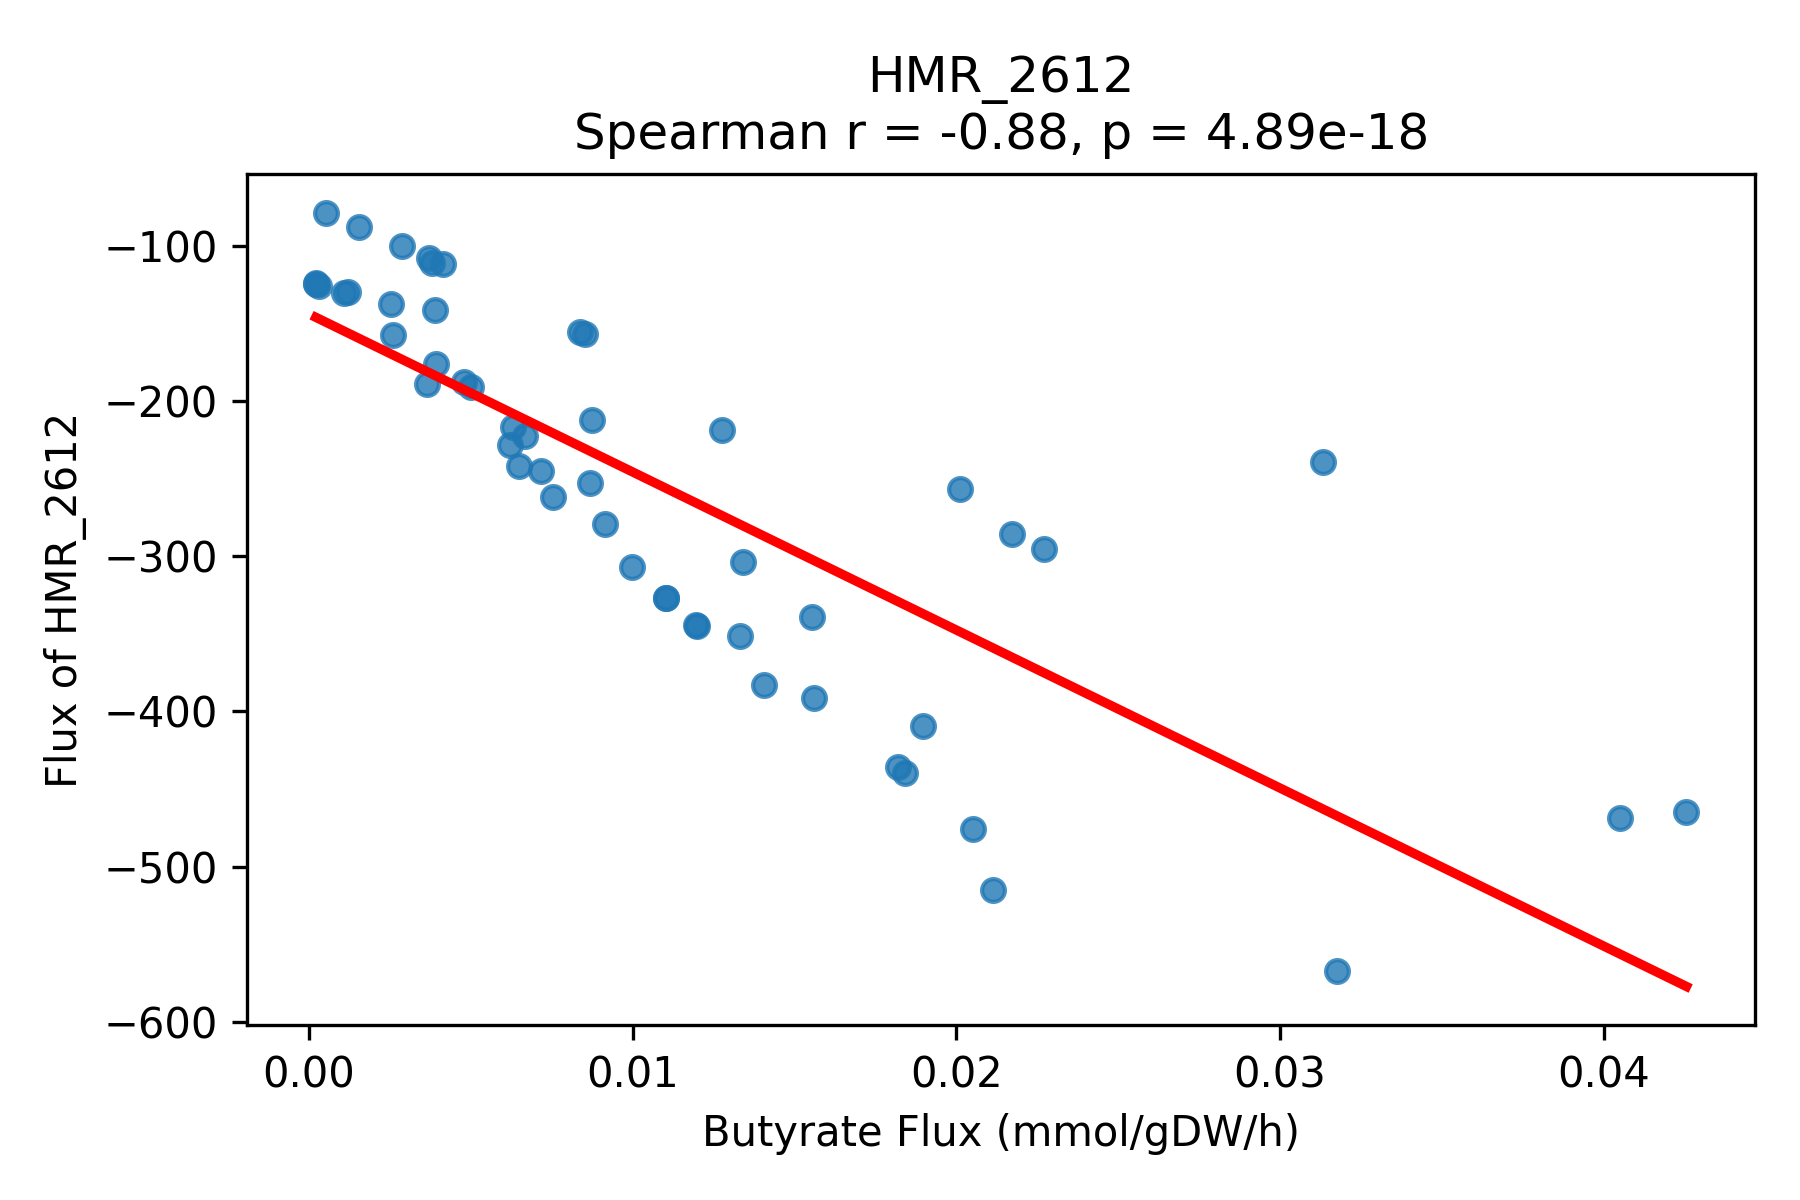 HMR_2612
Spearman r = -0.88, p = 4.89e-18
Flux of HMR_2612
−100
−200
−300
−400
−500
−600
0.00
0.01
0.02
0.03
0.04
Butyrate Flux (mmol/gDW/h)